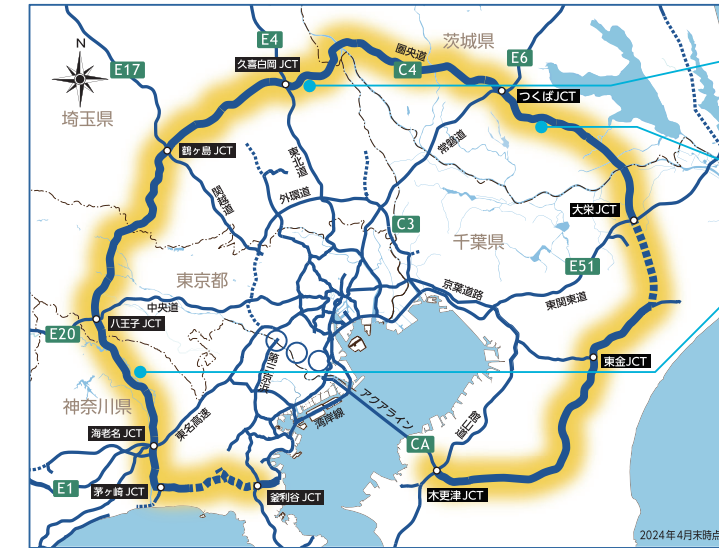 N
E4
久喜白岡 JCT
圏央道
C4
茨城県
E6
E17
つくばJCT
埼玉県
鶴ヶ島 JCT
東北道
常磐道
関越道
外環道
大栄 JCT
C3
千葉県
E51
東京都
京葉道路
東関東道
中央道
八王子 JCT
E20
東金JCT
第三京浜
神奈川県
アクアライン
東名高速
湾岸線
館山道
海老名 JCT
CA
E1
茅ヶ崎 JCT
釜利谷 JCT
木更津 JCT
2024年4月末時点